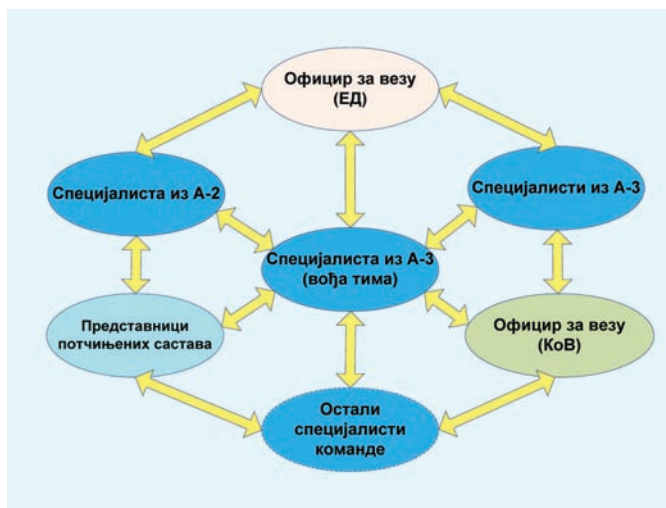 Официр за везу
(ЕД)
Специјалиста из А-2
Специјалисти из А-3
Специјалиста из А-3
(вођа тима)
Представници
потчињених састава
Официр за везу
(КоВ)
Остали
специјалисти
команде